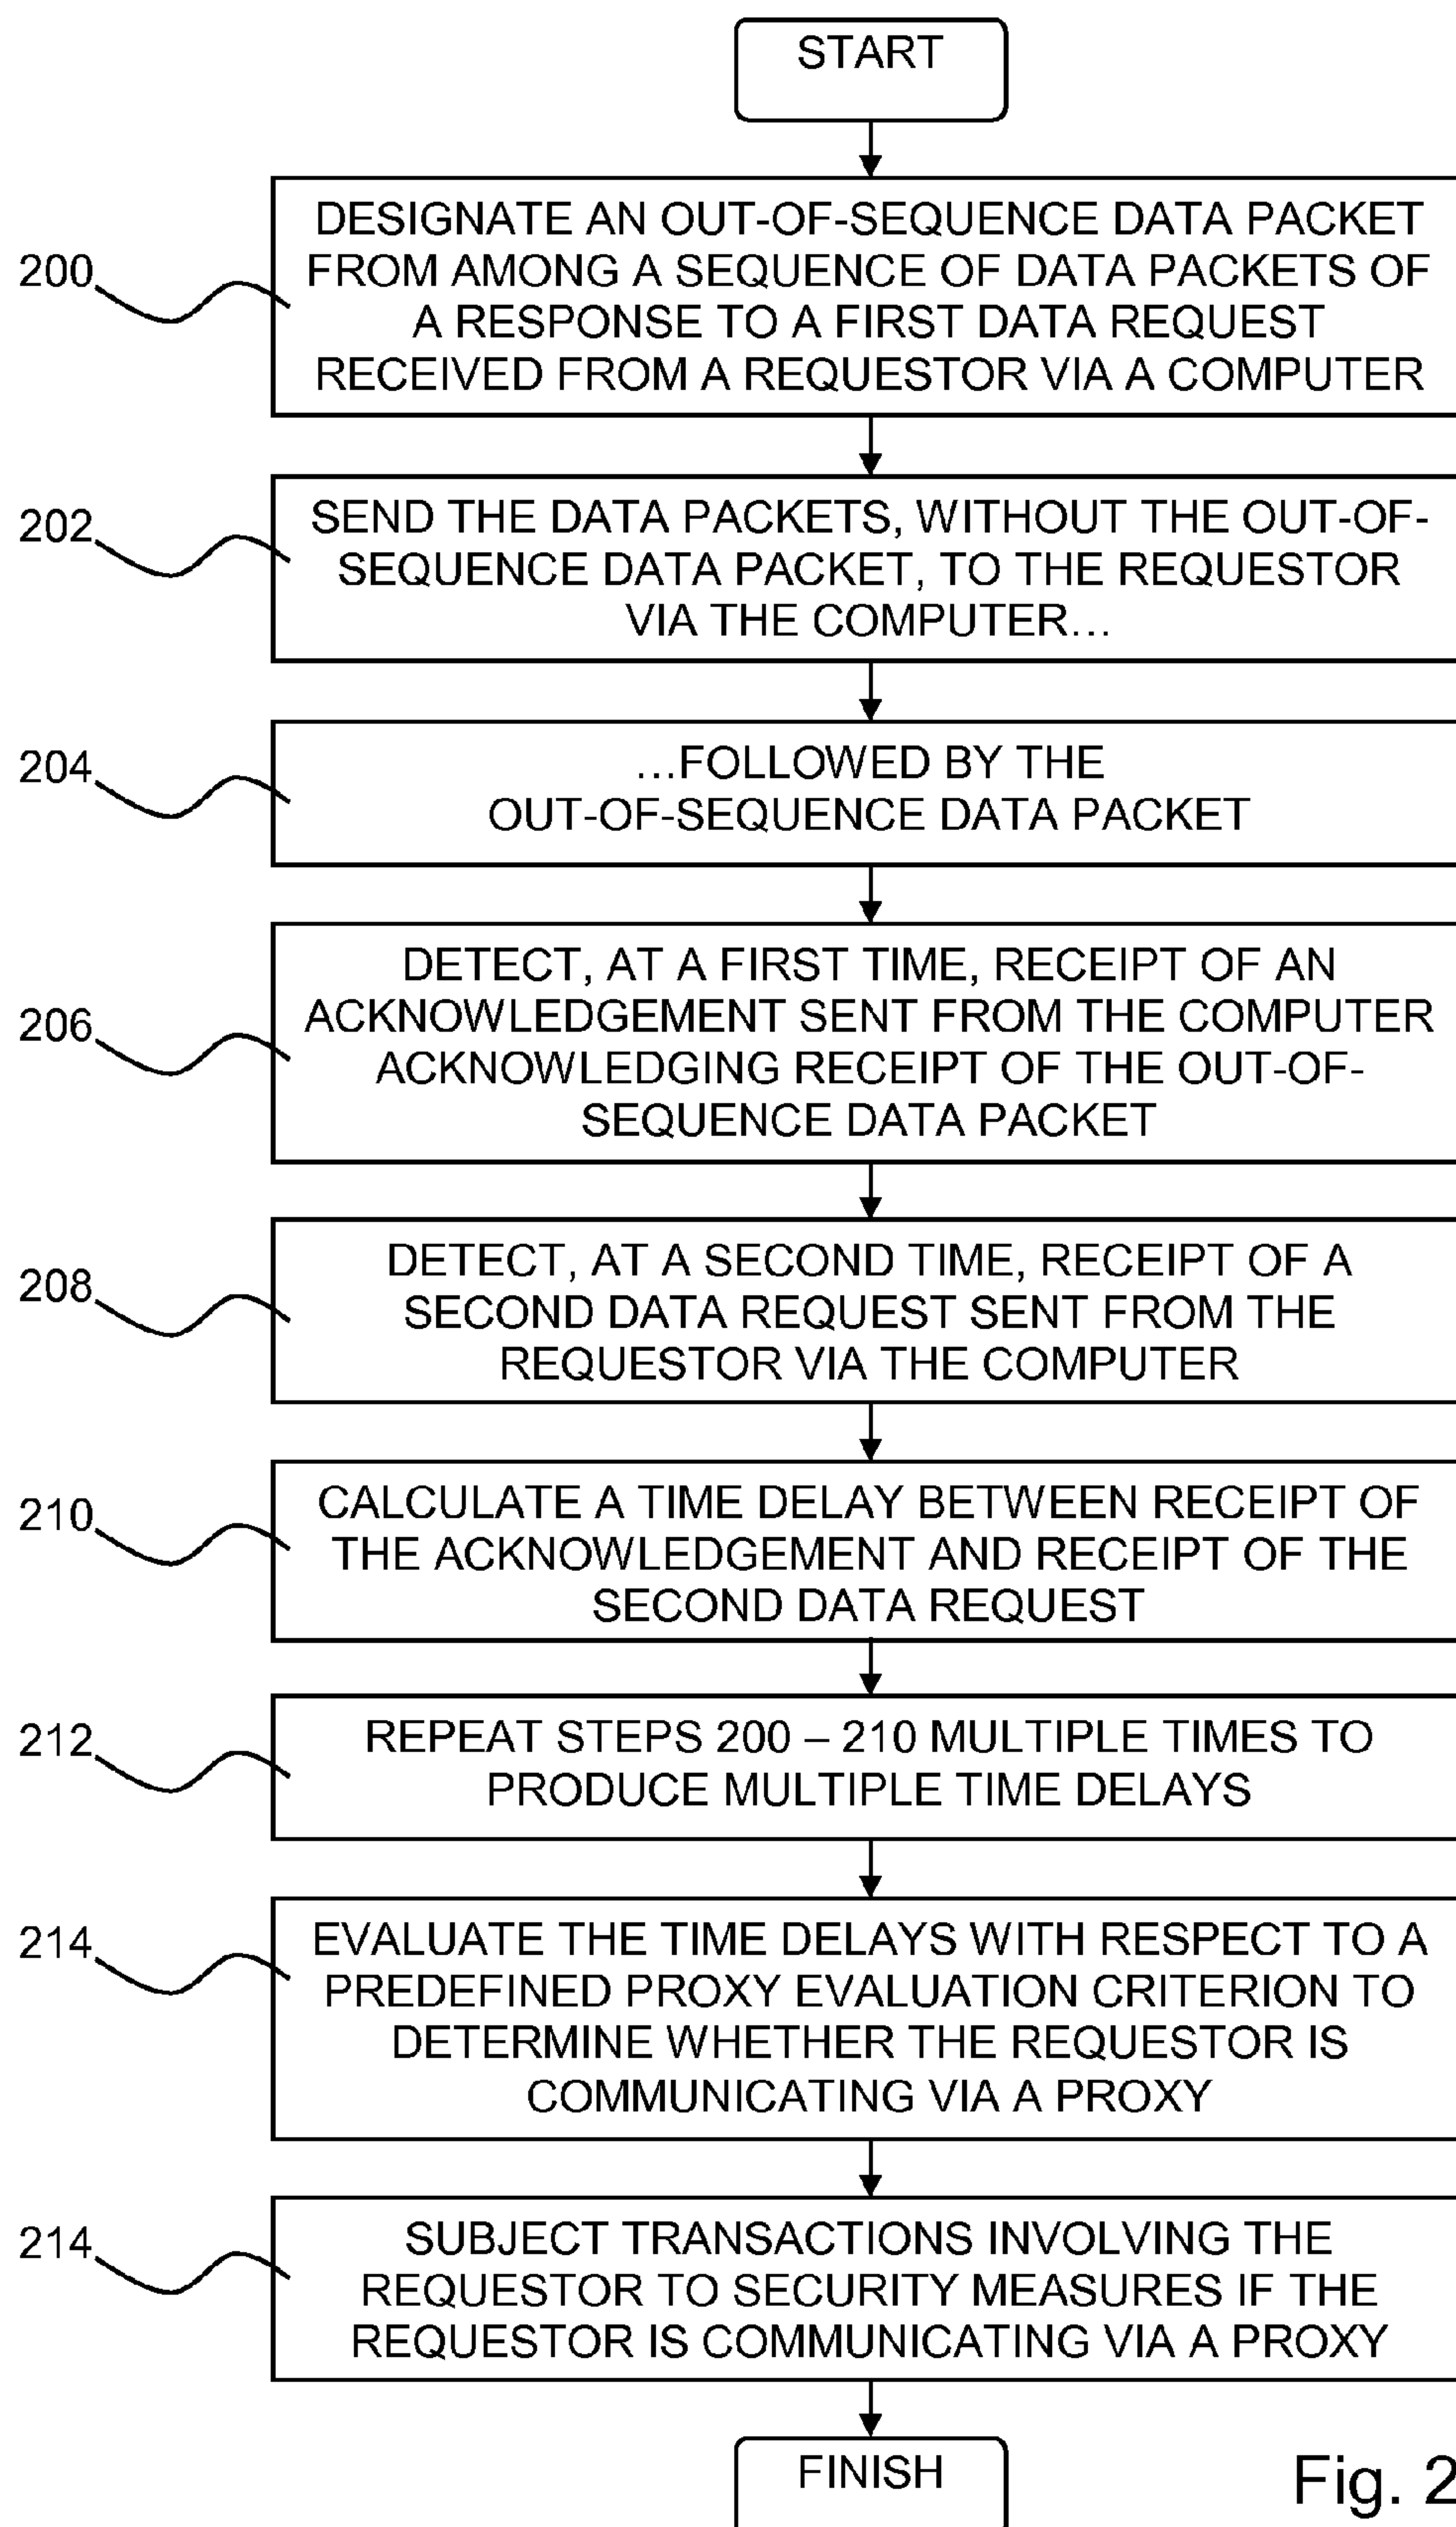 START
200
DESIGNATE AN OUT-OF-SEQUENCE DATA PACKET
FROM AMONG A SEQUENCE OF DATA PACKETS OF
A RESPONSE TO A FIRST DATA REQUEST
RECEIVED FROM A REQUESTOR VIA A COMPUTER
202
SEND THE DATA PACKETS, WITHOUT THE OUT-OF-
SEQUENCE DATA PACKET, TO THE REQUESTOR
VIA THE COMPUTER...
204
...FOLLOWED BY THE
OUT-OF-SEQUENCE DATA PACKET
206
DETECT, AT A FIRST TIME, RECEIPT OF AN
ACKNOWLEDGEMENT SENT FROM THE COMPUTER
ACKNOWLEDGING RECEIPT OF THE OUT-OF-
SEQUENCE DATA PACKET
208
DETECT, AT A SECOND TIME, RECEIPT OF A
SECOND DATA REQUEST SENT FROM THE
REQUESTOR VIA THE COMPUTER
210
CALCULATE A TIME DELAY BETWEEN RECEIPT OF
THE ACKNOWLEDGEMENT AND RECEIPT OF THE
SECOND DATA REQUEST
212
REPEAT STEPS 200 – 210 MULTIPLE TIMES TO
PRODUCE MULTIPLE TIME DELAYS
214
EVALUATE THE TIME DELAYS WITH RESPECT TO A
PREDEFINED PROXY EVALUATION CRITERION TO
DETERMINE WHETHER THE REQUESTOR IS
COMMUNICATING VIA A PROXY
214
SUBJECT TRANSACTIONS INVOLVING THE
REQUESTOR TO SECURITY MEASURES IF THE
REQUESTOR IS COMMUNICATING VIA A PROXY
FINISH
Fig. 2